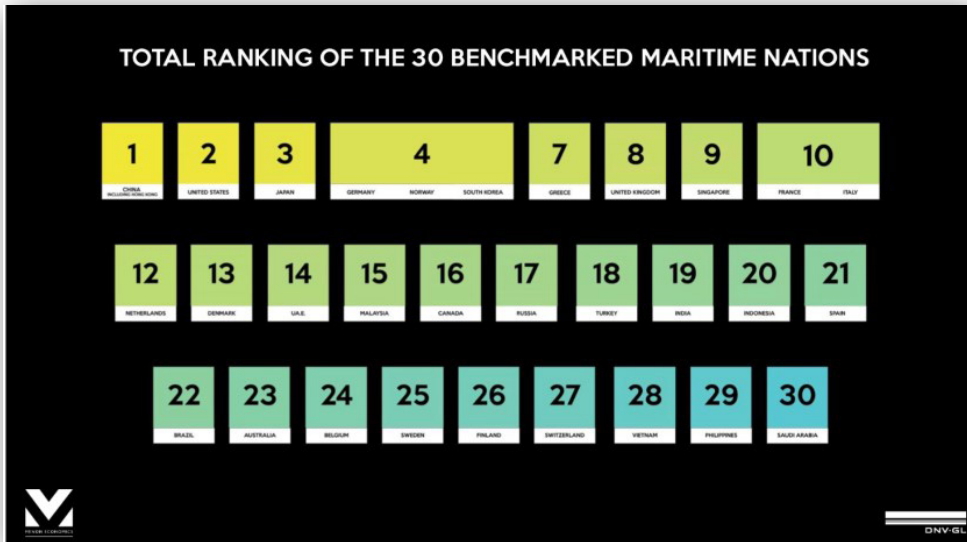 TOTAL RANKING OF THE 30 BENCHMARKED MARITIME NATIONS
1 2 3 4 7 8 9 10
CHINA
INCLUDING HONG KONG
UNITED STATES JAPAN GERMANY NORWAY SOUTH KOREA GREECE UNITED KINGDOM SINGAPORE FRANCE ITALY
12 13 14 15 16 17 18 19 20 21
NETHERLANDS DENMARK U.A.E. MALAYSIA CANADA RUSSIA TURKEY INDIA INDONESIA SPAIN
22 23 24 25 26 27 28 29 30
BRAZIL AUSTRALIA BELGIUM SWEDEN FINLAND SWITZERLAND VIETNAM PHILIPPINES SAUDI ARABIA
MENON ECONOMICS
DNV·GL